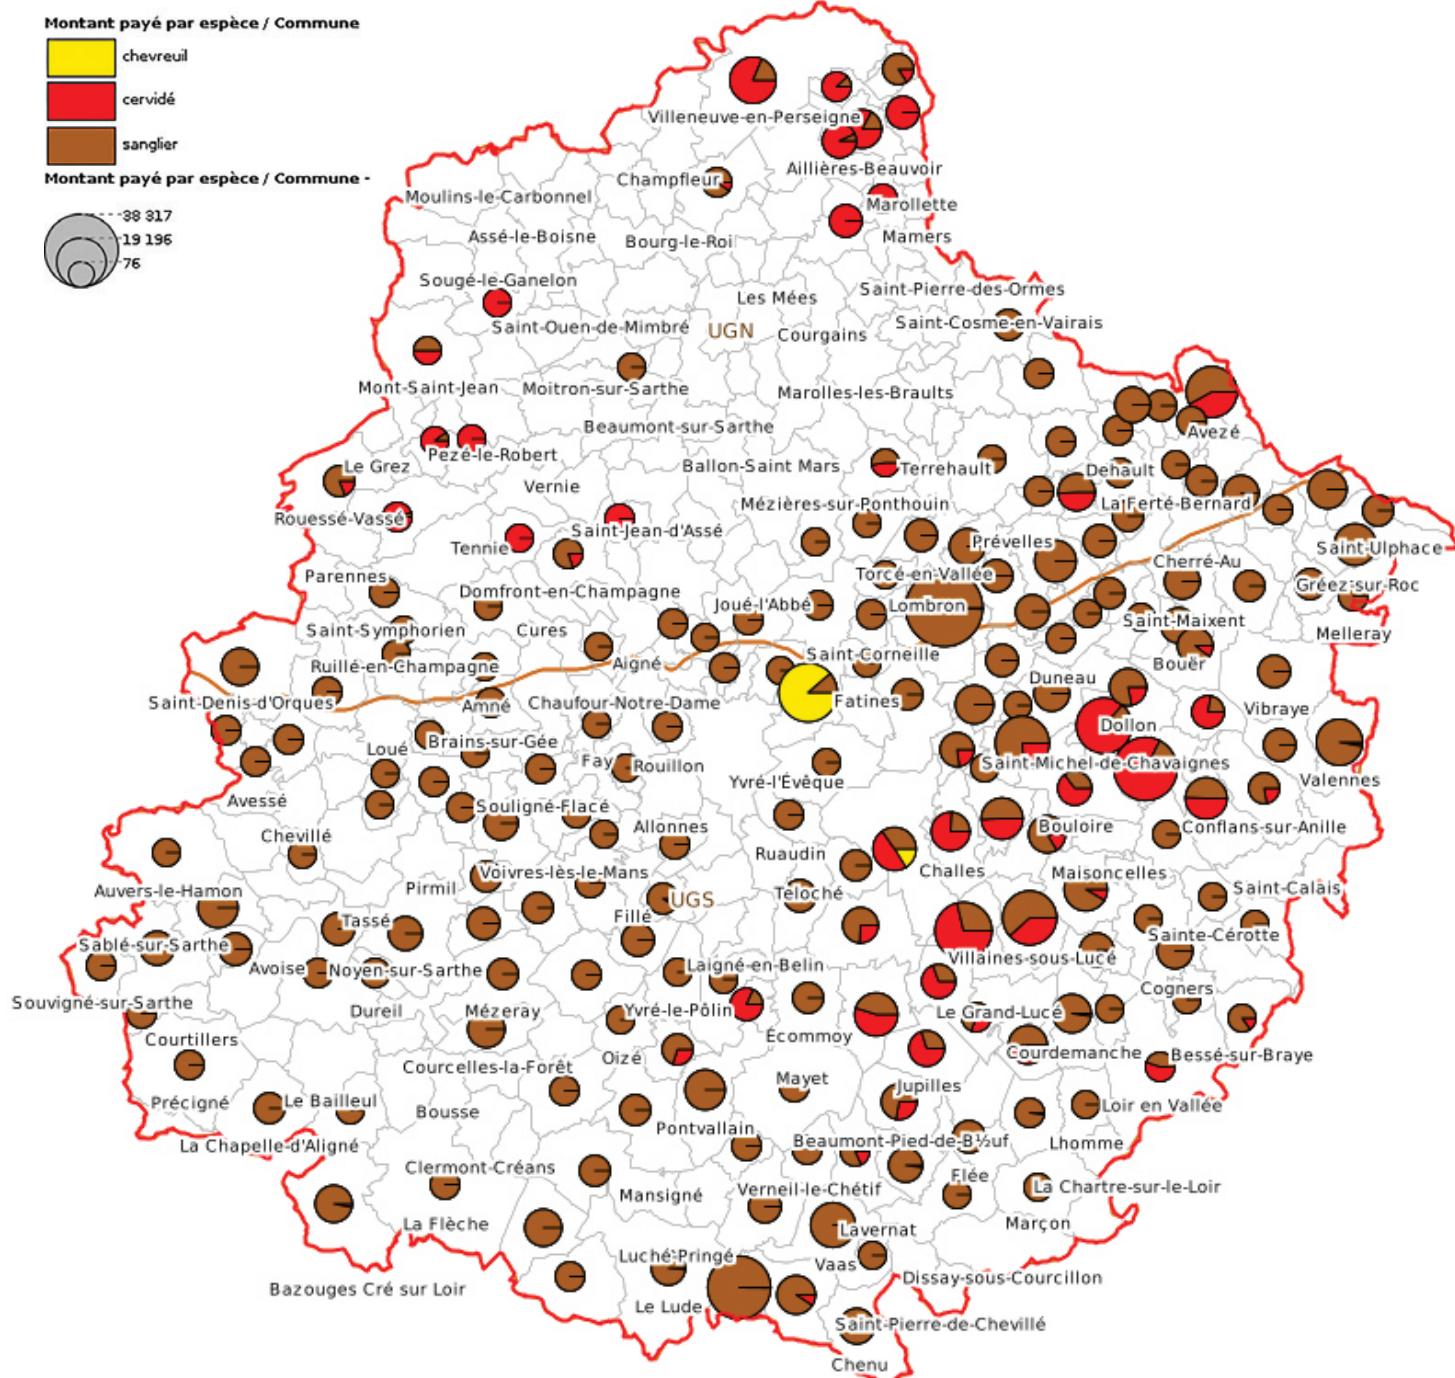 Montant payé par espèce / Commune
chevreuil
cervidé
sanglier
Montant payé par espèce / Commune -
38 317
19 196
76
Villeneuve-en-Perseigne
Aillières-Beauvoir
Champfleur
Moulins-le-Carbonnel
Marollette
Assé-le-Boisne
Bourg-le-Roi
Mamers
Sougé-le-Ganelon
Les Mées
Saint-Pierre-des-Ormes
Saint-Ouen-de-Mimbré
UGN
Courgains
Saint-Cosme-en-Vairais
Mont-Saint-Jean
Moitron-sur-Sarthe
Marolles-les-Braults
Beaumont-sur-Sarthe
Avezé
Pezé-le-Robert
Le Grez
Ballon-Saint Mars
Terrehault
Dehault
Vernie
Mézières-sur-Ponthouin
La Ferté-Bernard
Rouessé-Vassé
Saint-Jean-d'Assé
Tennie
Prévelles
Saint-Ulphace
Cherré-Au
Parennes
Torcé-en-Vallée
Gréez-sur-Roc
Domfront-en-Champagne
Joué-l'Abbé
Lombron
Saint-Maixent
Saint-Symphorien
Cures
Melleray
Saint-Corneille
Ruillé-en-Champagne
Aigné
Bouër
Duneau
Saint-Denis-d'Orques
Amné
Chaufour-Notre-Dame
Fatines
Vibraye
Dollon
Brains-sur-Gée
Loué
Fay
Rouillon
Saint-Michel-de-Chavaignes
Yvré-l'Évêque
Valennes
Avessé
Souligné-Flacé
Allonnes
Bouloire
Conflans-sur-Anille
Chevillé
Ruaudin
Challes
Voivres-lès-le-Mans
Maisoncelles
Auvers-le-Hamon
Pirmil
Saint-Calais
UGS
Teloché
Tassé
Fillé
Sainte-Cérotte
Sablé-sur-Sarthe
Villaines-sous-Lucé
Avoise
Noyen-sur-Sarthe
Laigné-en-Belin
Cogners
Souvigné-sur-Sarthe
Dureil
Mézeray
Yvré-le-Pôlin
Le Grand-Lucé
Courtillers
Écommoy
Courdemanche
Bessé-sur-Braye
Oizé
Courcelles-la-Forêt
Mayet
Jupilles
Précigné
Le Bailleul
Bousse
Loir en Vallée
Pontvallain
La Chapelle-d'Aligné
Beaumont-Pied-de-B½uf
Lhomme
Clermont-Créans
Flée
Mansigné
Verneil-le-Chétif
La Chartre-sur-le-Loir
La Flèche
Marçon
Lavernat
Luché-Pringé
Vaas
Dissay-sous-Courcillon
Bazouges Cré sur Loir
Le Lude
Saint-Pierre-de-Chevillé
Chenu